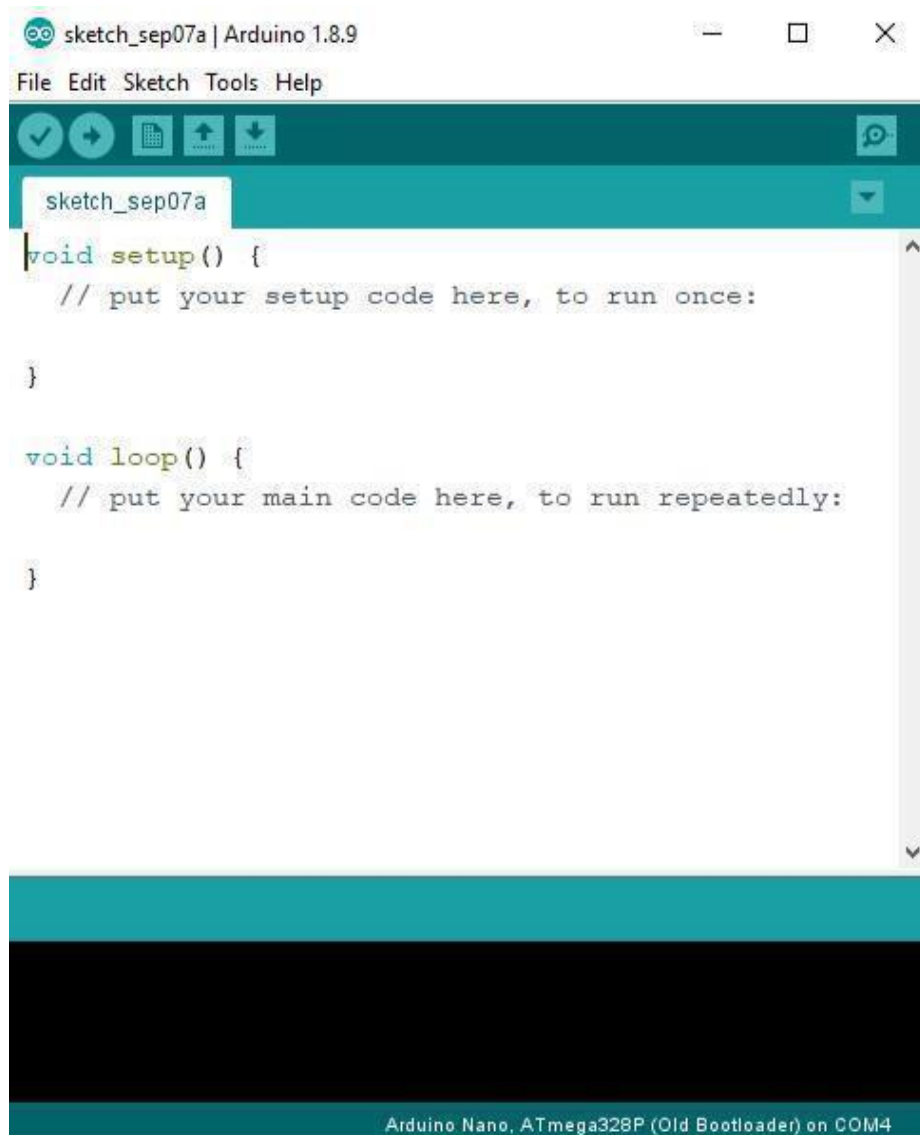 sketch_sep07a | Arduino 1.8.9
File Edit Sketch Tools Help
sketch_sep07a
void setup() {
// put your setup code here, to run once:
}
void loop() {
// put your main code here, to run repeatedly:
}
Arduino Nano, ATmega328P (Old Bootloader) on COM4